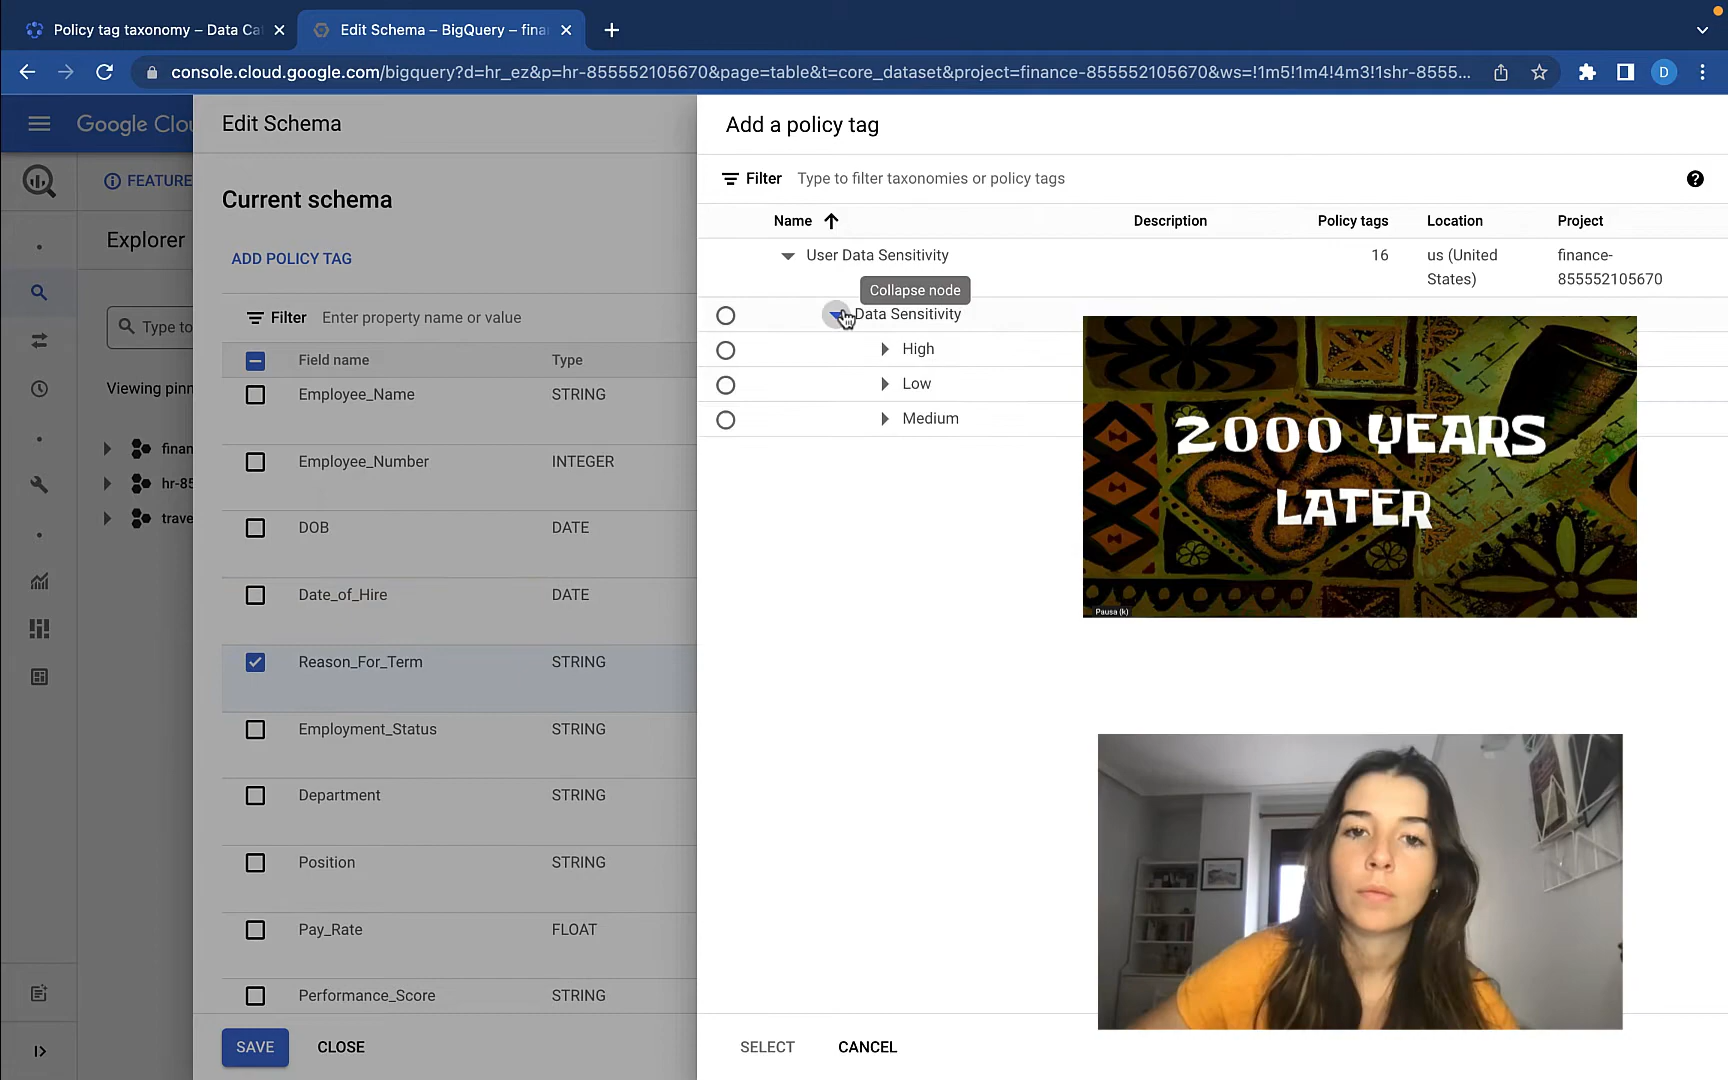 Policy tag taxonomy – Data Ca
Edit Schema – BigQuery – fina
console.cloud.google.com/bigquery?d=hr_ez&p=hr-855552105670&page=table&t=core_dataset&project=finance-855552105670&ws=!1m5!1m4!4m3!1shr-8555...
D
Google Clou
FEATURE
Explorer
Type to
Viewing pinn
finan
hr-85
trave
Edit Schema
Current schema
ADD POLICY TAG
Filter Enter property name or value
Field name Type
Employee_Name STRING
Employee_Number INTEGER
DOB DATE
Date_of_Hire DATE
Reason_For_Term STRING
Employment_Status STRING
Department STRING
Position STRING
Pay_Rate FLOAT
Performance_Score STRING
SAVE CLOSE
Add a policy tag
Filter Type to filter taxonomies or policy tags
Name Description Policy tags Location Project
User Data Sensitivity 16 us (United finance-
States) 855552105670
Collapse node
Data Sensitivity
High
Low
Medium
2000 YEARS
LATER
Pausa (k)
SELECT CANCEL